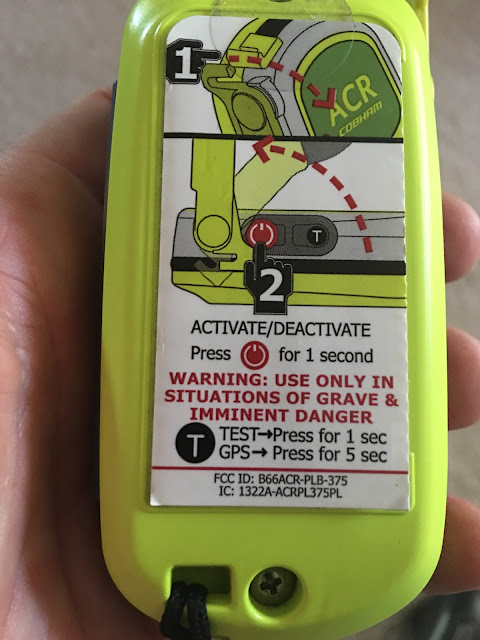 1
ACR
COBHAM
T
2
ACTIVATE/DEACTIVATE
Press for 1 second
WARNING: USE ONLY IN
SITUATIONS OF GRAVE &
IMMINENT DANGER
T TEST→Press for 1 sec
GPS→ Press for 5 sec
FCC ID: B66ACR-PLB-375
IC: 1322A-ACRPL375PL